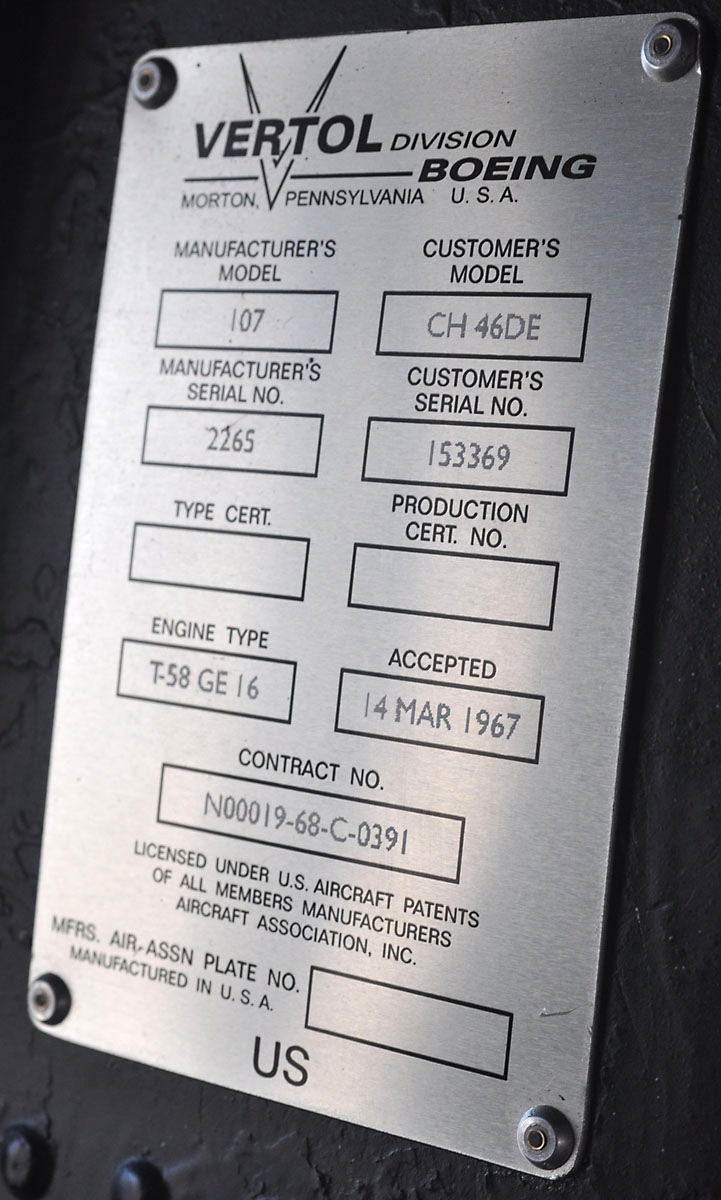 VERTOL DIVISION
BOEING
MORTON, PENNSYLVANIA U. S. A.
MANUFACTURER'S MODEL
107
CUSTOMER'S MODEL
CH 46DE
MANUFACTURER'S SERIAL NO.
2265
CUSTOMER'S SERIAL NO.
153369
TYPE CERT.
PRODUCTION CERT. NO.
ENGINE TYPE
T-58 GE 16
ACCEPTED
14 MAR 1967
CONTRACT NO.
N00019-68-C-0391
LICENSED UNDER U.S. AIRCRAFT PATENTS
OF ALL MEMBERS MANUFACTURERS
AIRCRAFT ASSOCIATION, INC.
MFRS. AIR. ASSN PLATE NO.
MANUFACTURED IN U. S. A.
US